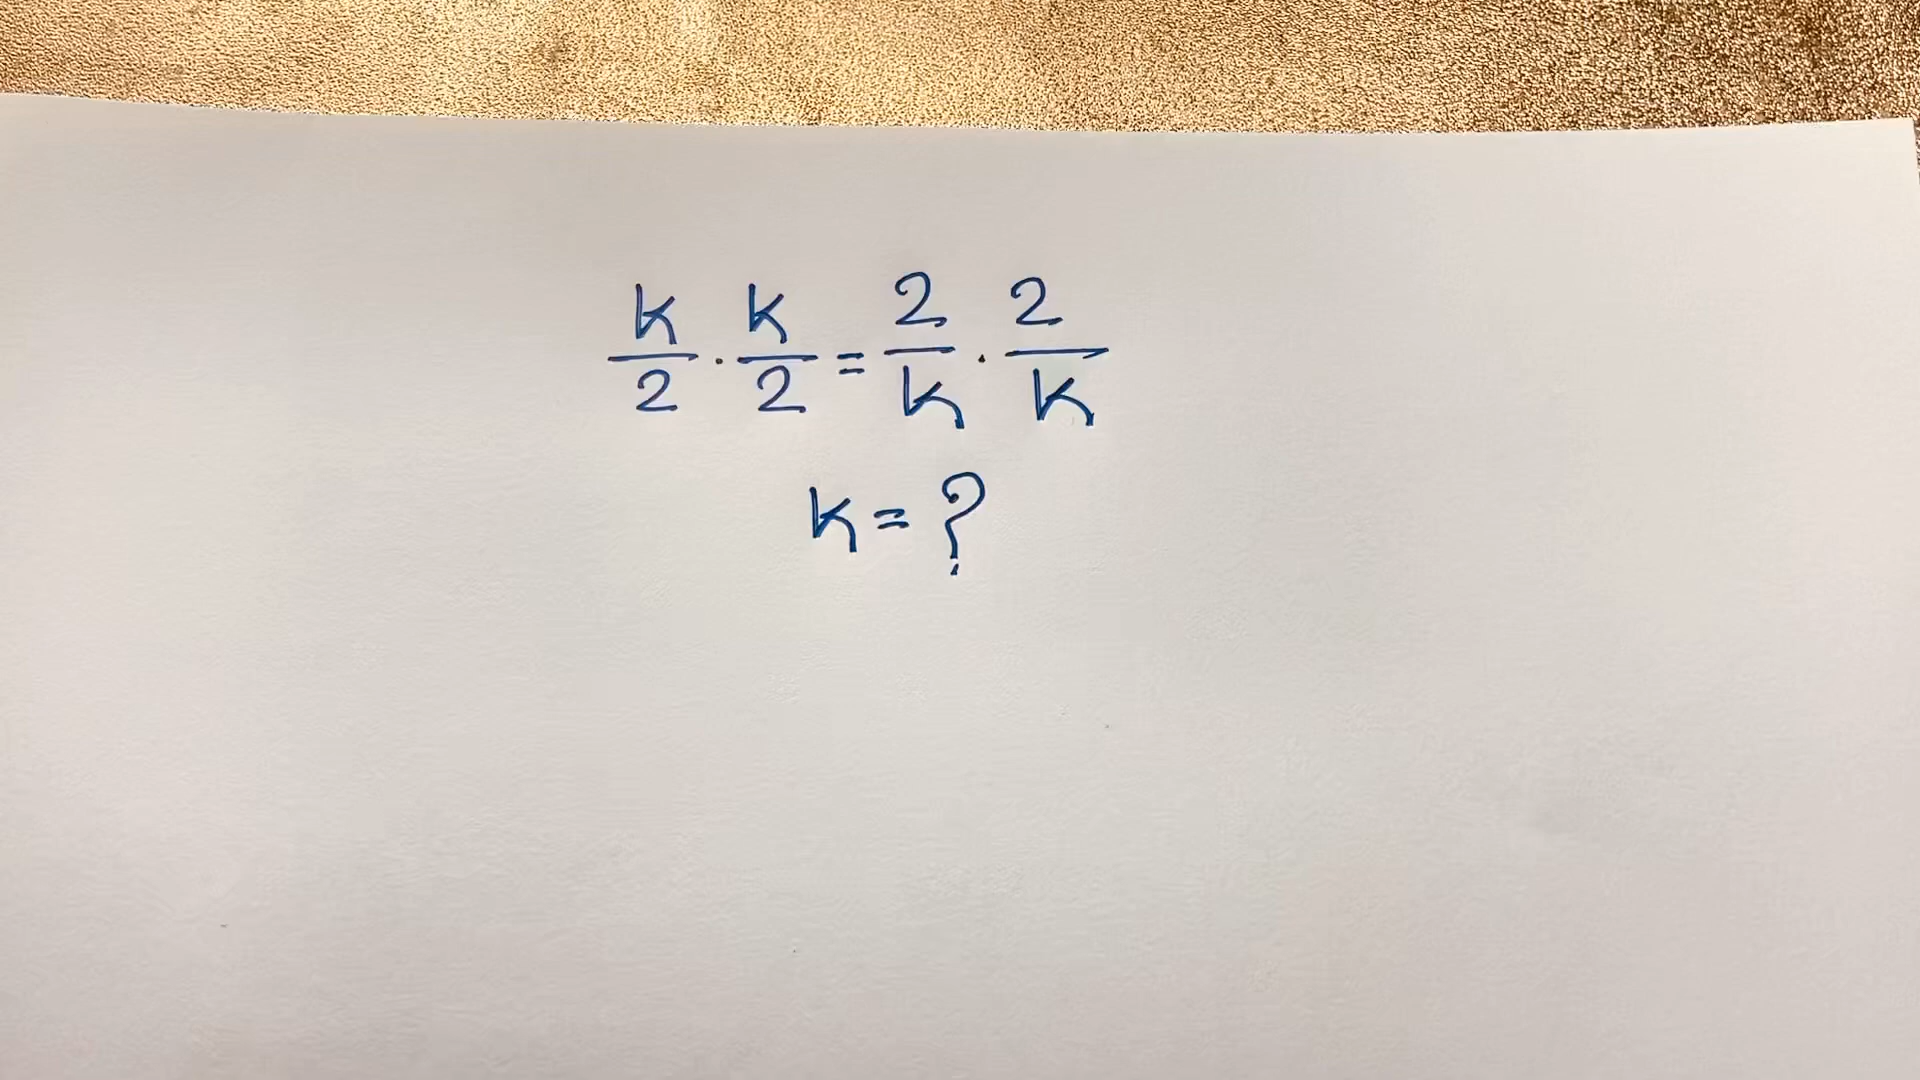 k/2 · k/2 = 2/k · 2/k
k = ?